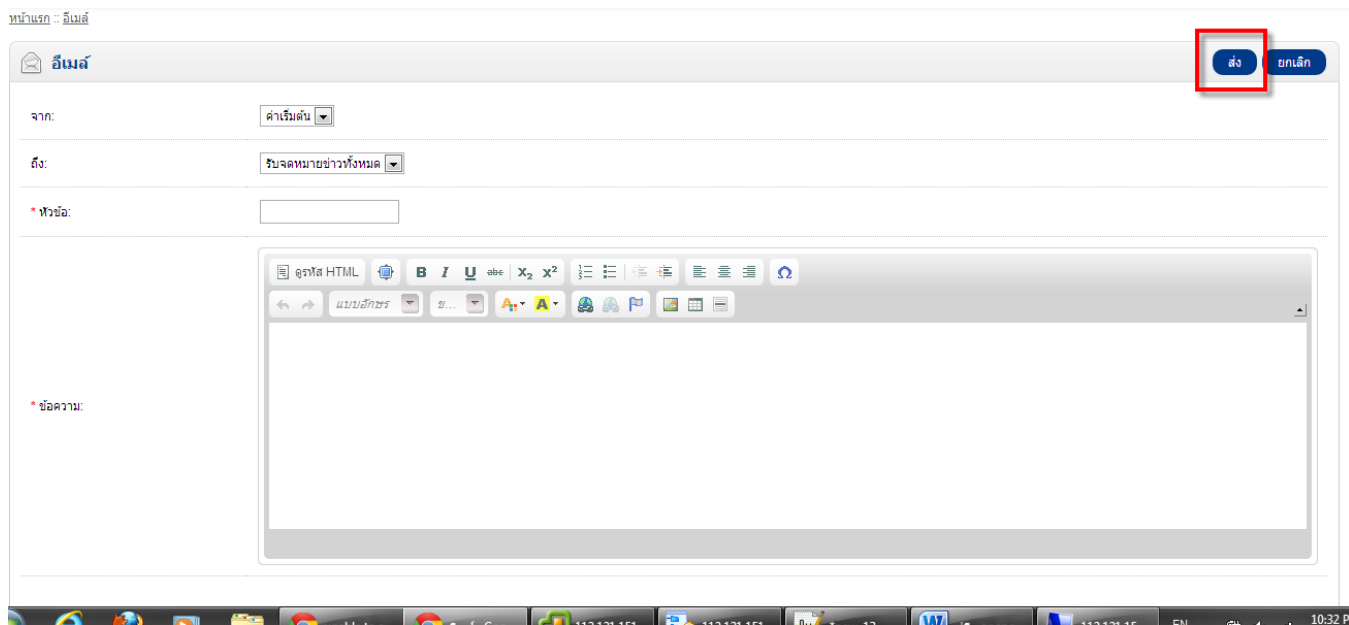 หน้าแรก :: อีเมล์
อีเมล์
ส่ง ยกเลิก
จาก: ค่าเริ่มต้น
ถึง: รับจดหมายข่าวทั้งหมด
* หัวข้อ:
ดูรหัส HTML B I U abc X₂ X² Ω
แบบอักษร ข... A A
* ข้อความ:
EN 10:32 P